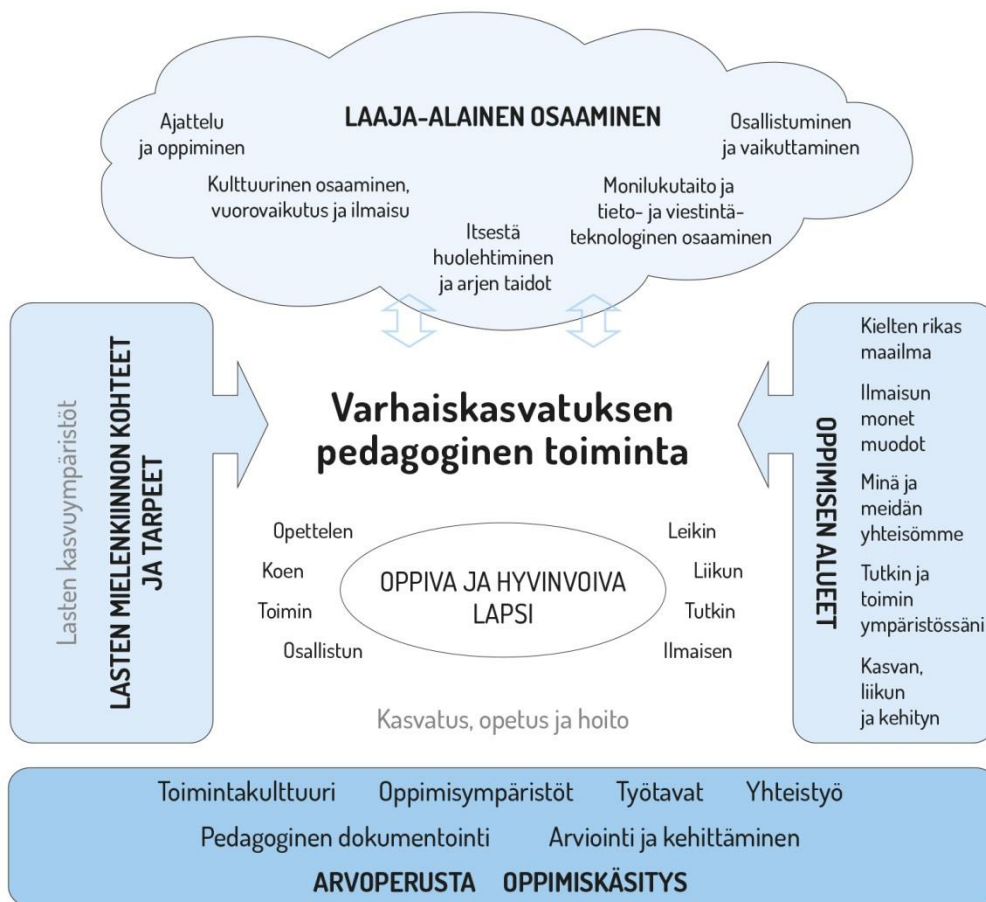 LAAJA-ALAINEN OSAAMINEN
Ajattelu
ja oppiminen
Kulttuurinen osaaminen,
vuorovaikutus ja ilmaisu
Itsestä
huolehtiminen
ja arjen taidot
Monilukutaito ja
tieto- ja viestintä-
teknologinen osaaminen
Osallistuminen
ja vaikuttaminen
Lasten kasvuympäristöt
LASTEN MIELENKIINNON KOHTEET
JA TARPEET
Varhaiskasvatuksen
pedagoginen toiminta
Opettelen
Koen
Toimin
Osallistun
OPPIVA JA HYVINVOIVA
LAPSI
Leikin
Liikun
Tutkin
Ilmaisen
Kasvatus, opetus ja hoito
OPPIMISEN ALUEET
Kielten rikas
maailma
Ilmaisun
monet
muodot
Minä ja
meidän
yhteisömme
Tutkin ja
toimin
ympäristössäni
Kasvan,
liikun
ja kehityn
Toimintakulttuuri Oppimisympäristöt Työtavat Yhteistyö
Pedagoginen dokumentointi Arviointi ja kehittäminen
ARVOPERUSTA OPPIMISKÄSITYS